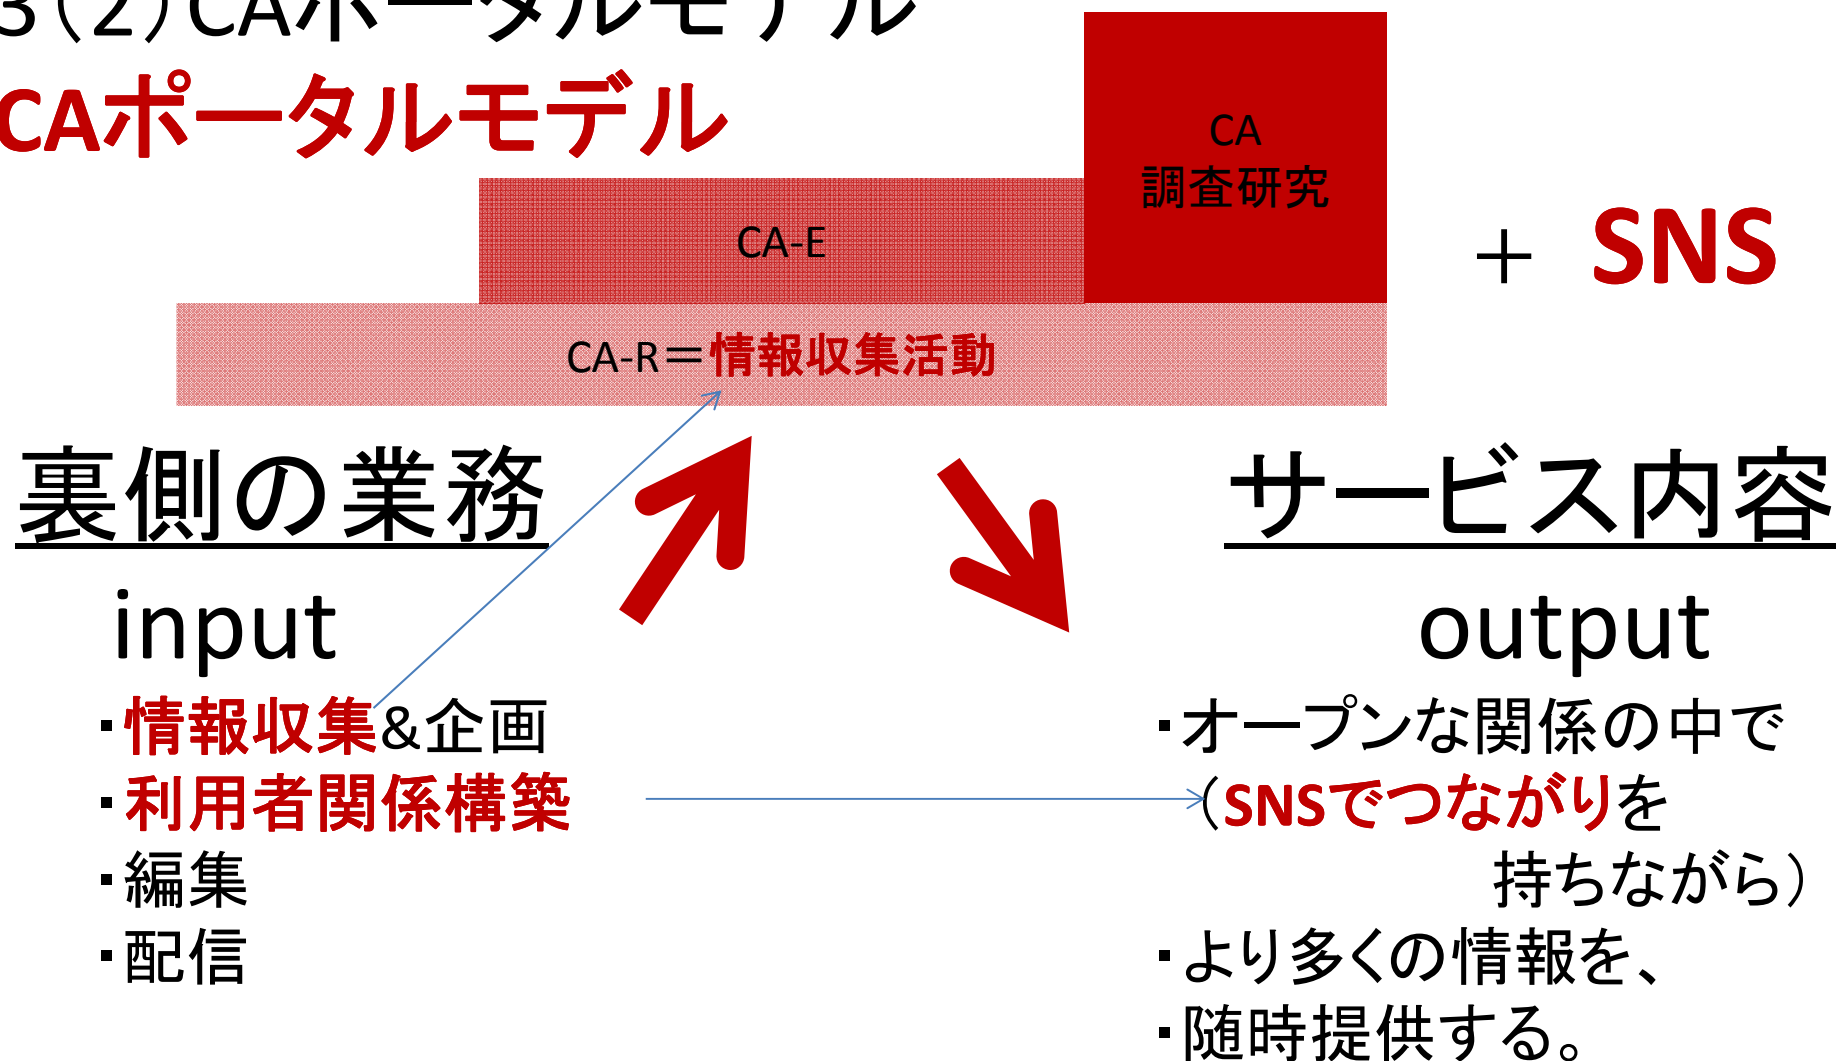 3(2)CAポータルモデル
CAポータルモデル
CA
調査研究
CA-E
+ SNS
CA-R=情報収集活動
裏側の業務
input
・情報収集&企画
・利用者関係構築
・編集
・配信
サービス内容
output
・オープンな関係の中で
(SNSでつながりを
持ちながら)
・より多くの情報を、
・随時提供する。